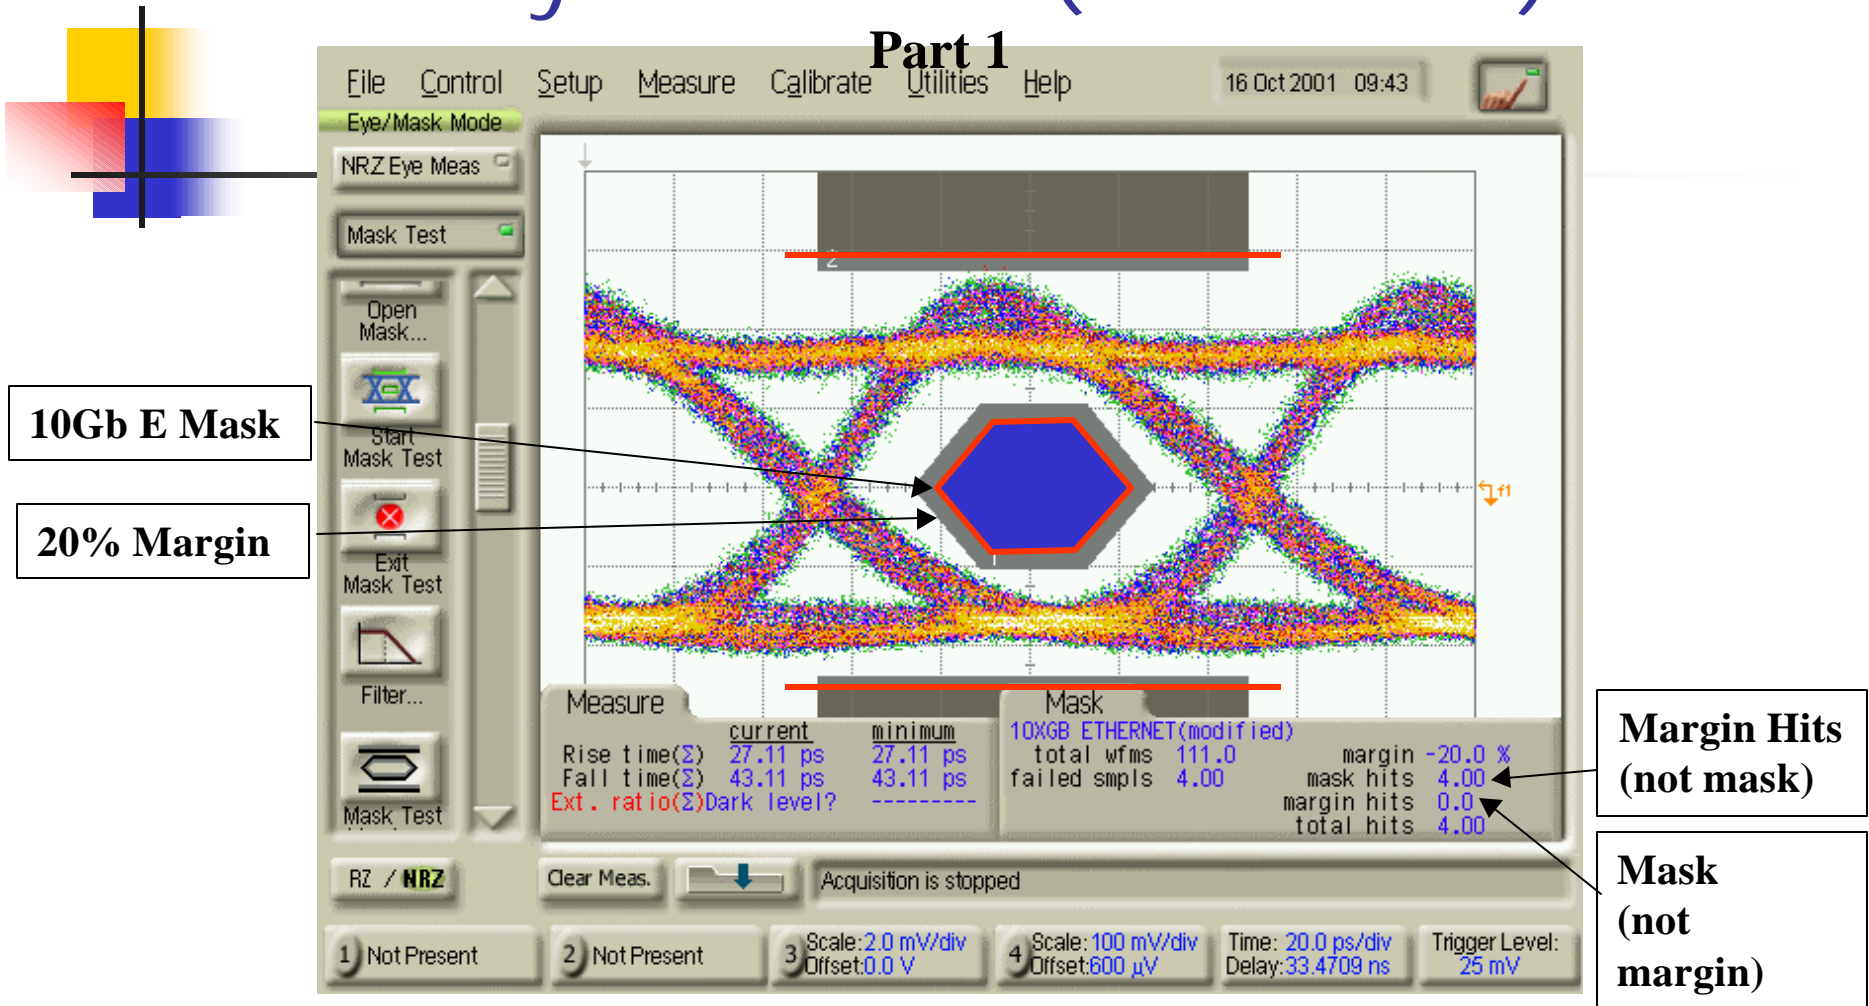 Part 1
File Control Setup Measure Calibrate Utilities Help 16 Oct 2001 09:43
Eye/Mask Mode
NRZ Eye Meas
Mask Test
Open
Mask...
Start
Mask Test
Exit
Mask Test
Filter...
Mask Test
10Gb E Mask
20% Margin
2
1
f1
Measure
current minimum
Rise time(Σ) 27.11 ps 27.11 ps
Fall time(Σ) 43.11 ps 43.11 ps
Ext. ratio(Σ)Dark level? ---------
Mask
10XGB ETHERNET(modified)
total wfms 111.0 margin -20.0 %
failed smpls 4.00 mask hits 4.00
margin hits 0.0
total hits 4.00
Margin Hits
(not mask)
Mask
(not
margin)
RZ / NRZ
Clear Meas.
Acquisition is stopped
1 Not Present
2 Not Present
3 Scale:2.0 mV/div
Offset:0.0 V
4 Scale:100 mV/div
Offset:600 µV
Time: 20.0 ps/div
Delay:33.4709 ns
Trigger Level:
25 mV